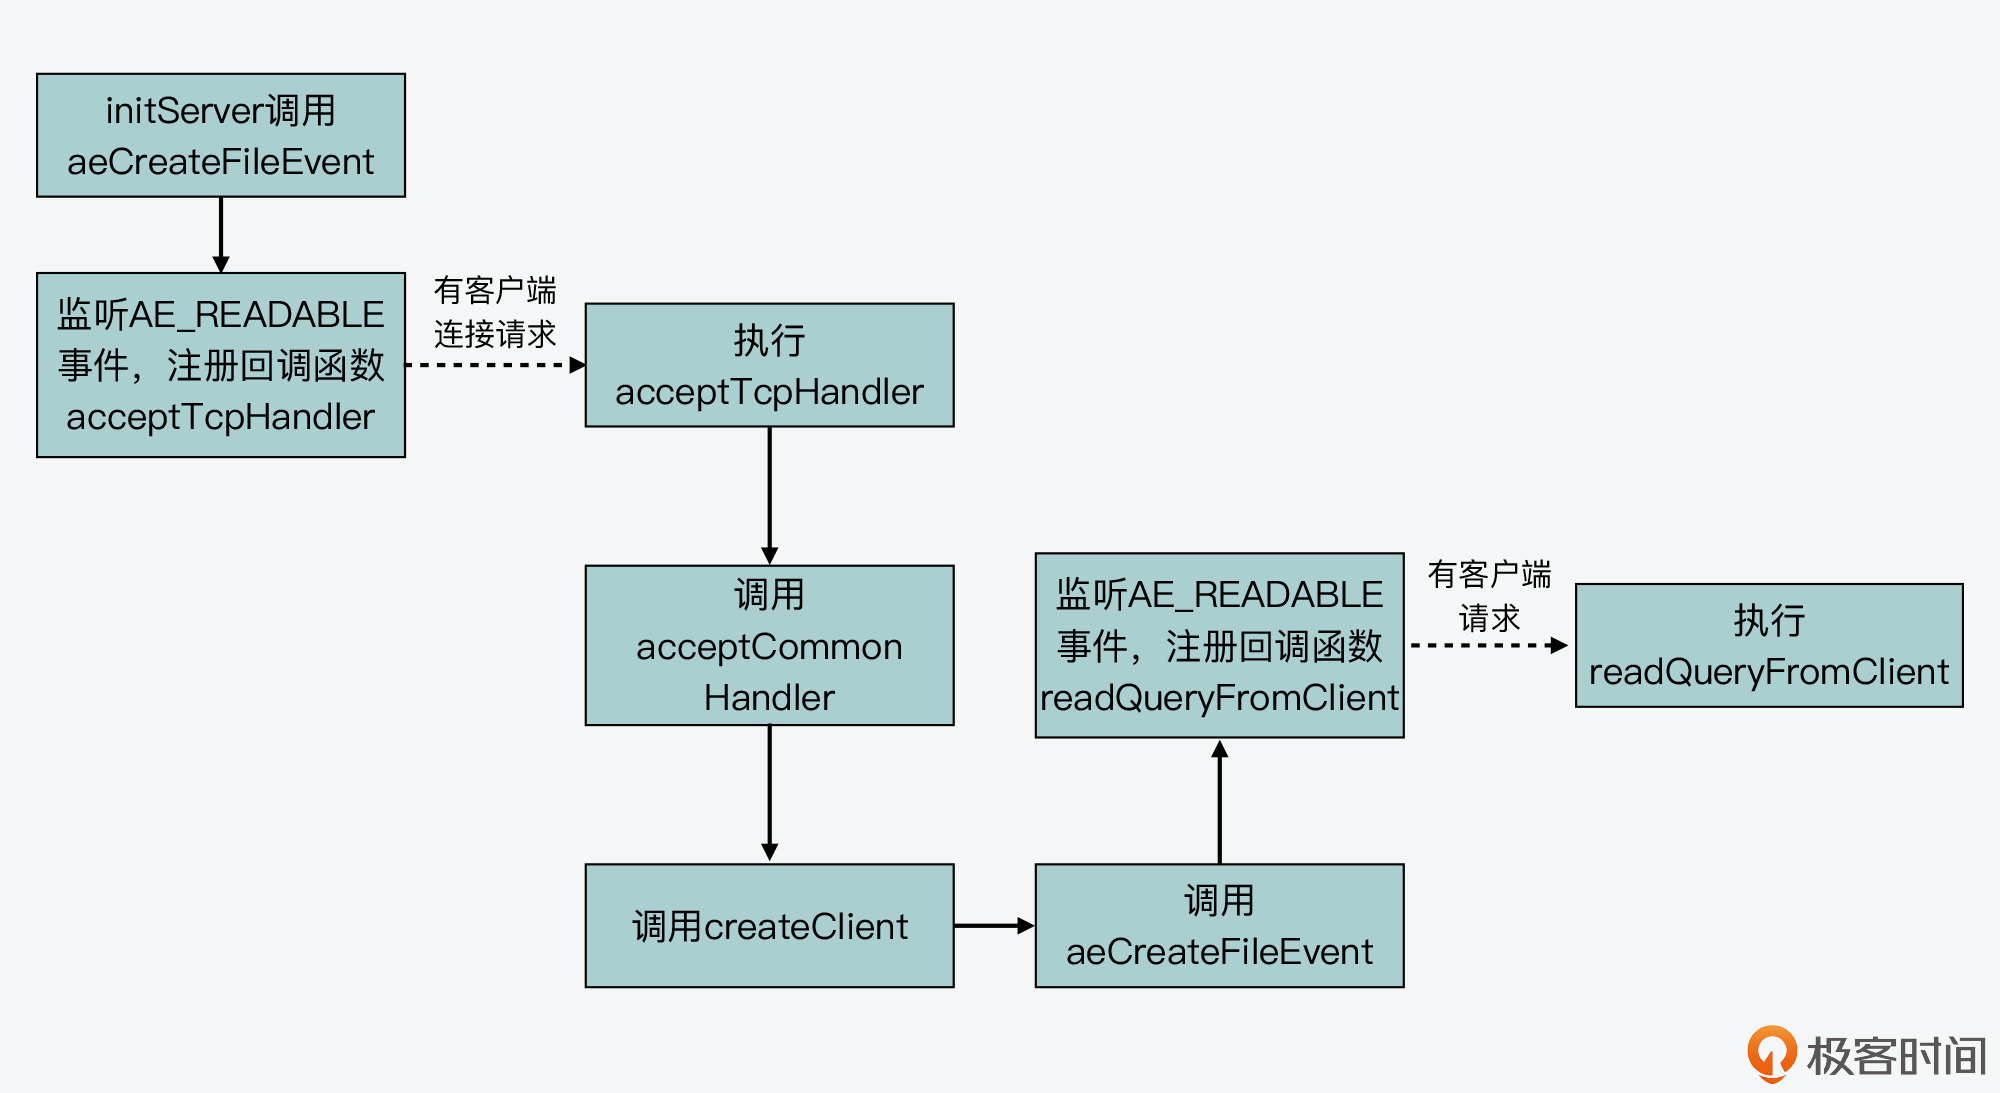 initServer调用
aeCreateFileEvent
监听AE_READABLE
事件，注册回调函数
acceptTcpHandler
有客户端
连接请求
执行
acceptTcpHandler
调用
acceptCommon
Handler
调用createClient
调用
aeCreateFileEvent
监听AE_READABLE
事件，注册回调函数
readQueryFromClient
有客户端
请求
执行
readQueryFromClient
极客时间